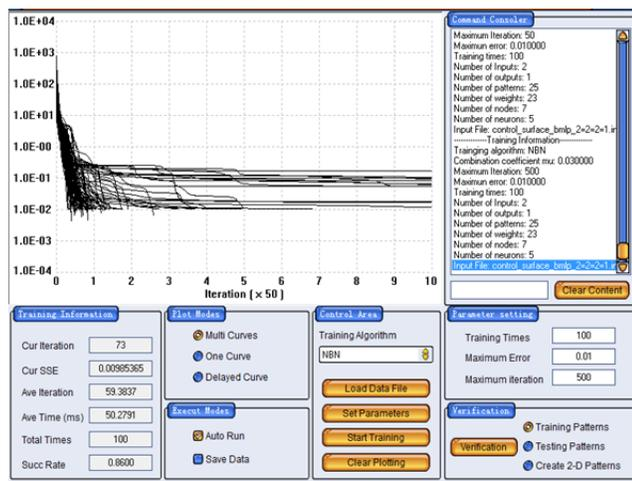 1.0E+04
1.0E+03
1.0E+02
1.0E+01
1.0E-00
1.0E-01
1.0E-02
1.0E-03
1.0E-04
0 1 2 3 4 5 6 7 8 9 10
Iteration ( × 50 )
Command Consoler
Maximum Iteration: 50
Maximun error: 0.010000
Training times: 100
Number of Inputs: 2
Number of outputs: 1
Number of patterns: 25
Number of weights: 23
Number of nodes: 7
Number of neurons: 5
Input File: control_surface_bmlp_2=2=2=1.in
--------------Training Information--------------
Trainging algorithm: NBN
Combination coefficient mu: 0.030000
Maximum Iteration: 500
Maximun error: 0.010000
Training times: 100
Number of Inputs: 2
Number of outputs: 1
Number of patterns: 25
Number of weights: 23
Number of nodes: 7
Number of neurons: 5
Input File: control_surface_bmlp_2=2=2=1.in
Clear Content
Training Information
Cur Iteration 73
Cur SSE 0.00985365
Ave Iteration 59.3837
Ave Time (ms) 50.2791
Total Times 100
Succ Rate 0.8600
Plot Modes
Multi Curves
One Curve
Delayed Curve
Execut Modes
Auto Run
Save Data
Control Area
Training Algorithm
NBN
Load Data File
Set Parameters
Start Training
Clear Plotting
Parameter setting
Training Times 100
Maximum Error 0.01
Maximum iteration 500
Verification
Verification
Training Patterns
Testing Patterns
Create 2-D Patterns